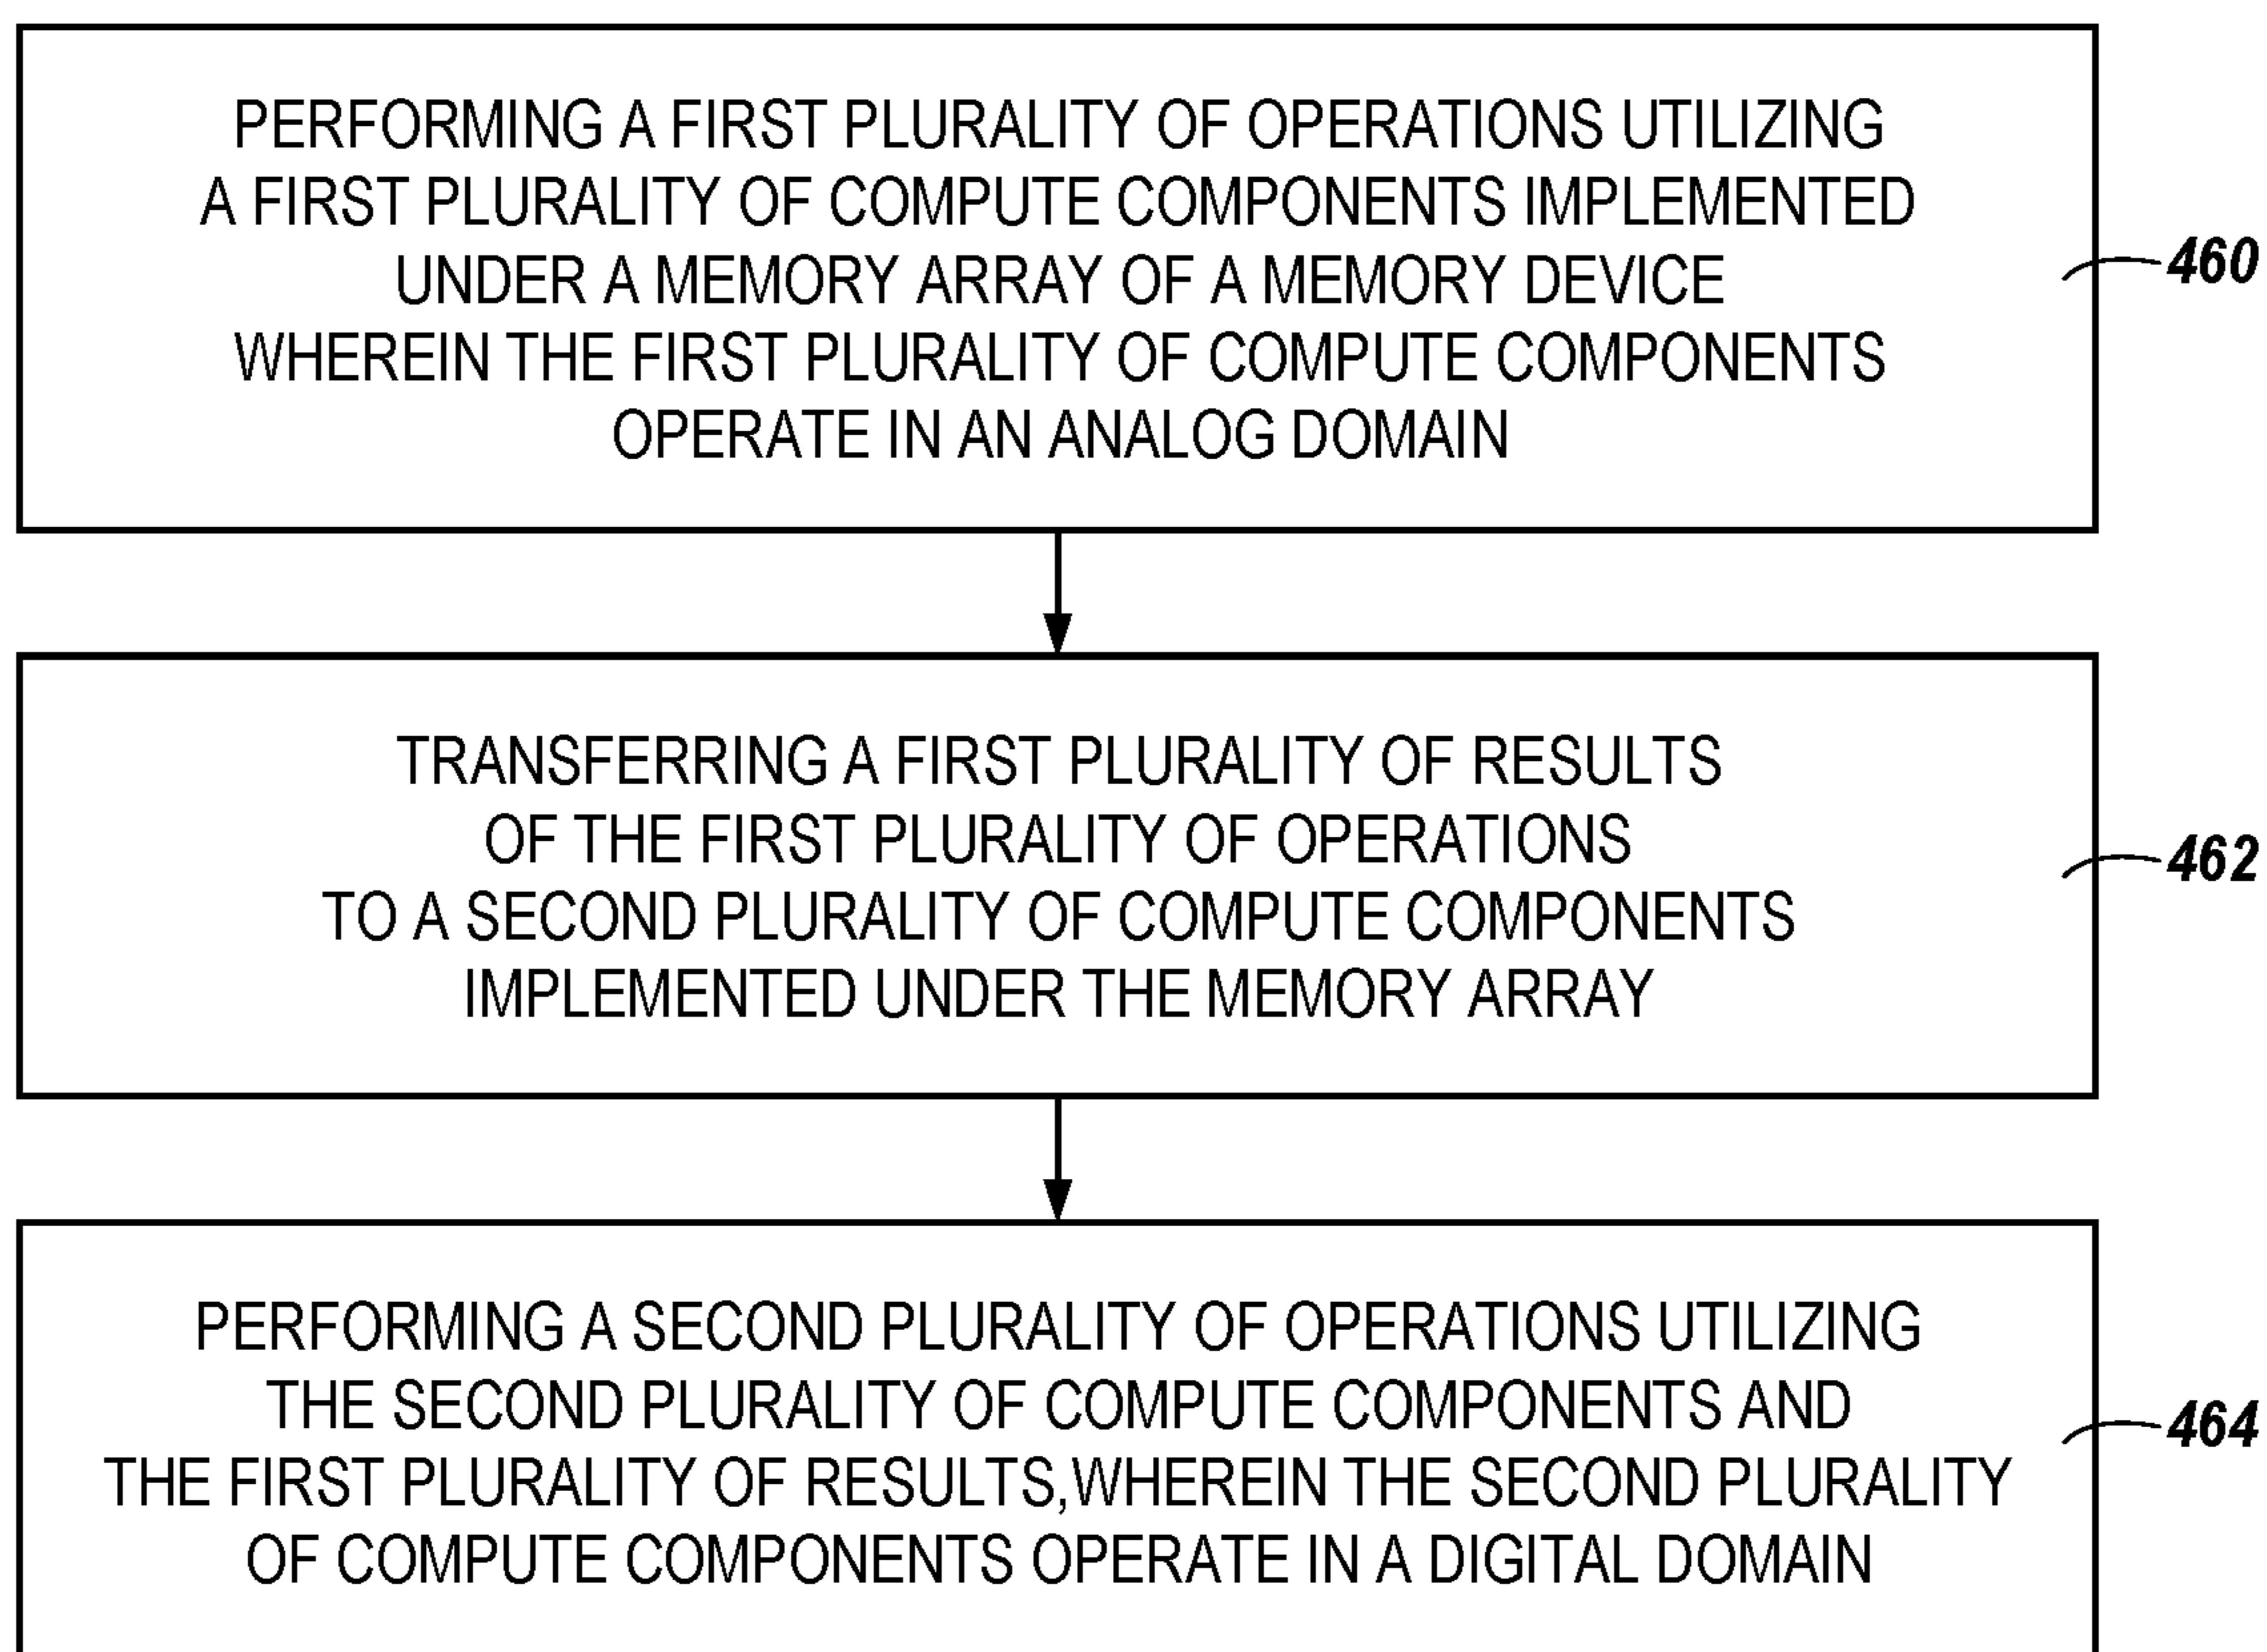 PERFORMING A FIRST PLURALITY OF OPERATIONS UTILIZING
A FIRST PLURALITY OF COMPUTE COMPONENTS IMPLEMENTED
UNDER A MEMORY ARRAY OF A MEMORY DEVICE
WHEREIN THE FIRST PLURALITY OF COMPUTE COMPONENTS
OPERATE IN AN ANALOG DOMAIN
460
TRANSFERRING A FIRST PLURALITY OF RESULTS
OF THE FIRST PLURALITY OF OPERATIONS
TO A SECOND PLURALITY OF COMPUTE COMPONENTS
IMPLEMENTED UNDER THE MEMORY ARRAY
462
PERFORMING A SECOND PLURALITY OF OPERATIONS UTILIZING
THE SECOND PLURALITY OF COMPUTE COMPONENTS AND
THE FIRST PLURALITY OF RESULTS,WHEREIN THE SECOND PLURALITY
OF COMPUTE COMPONENTS OPERATE IN A DIGITAL DOMAIN
464